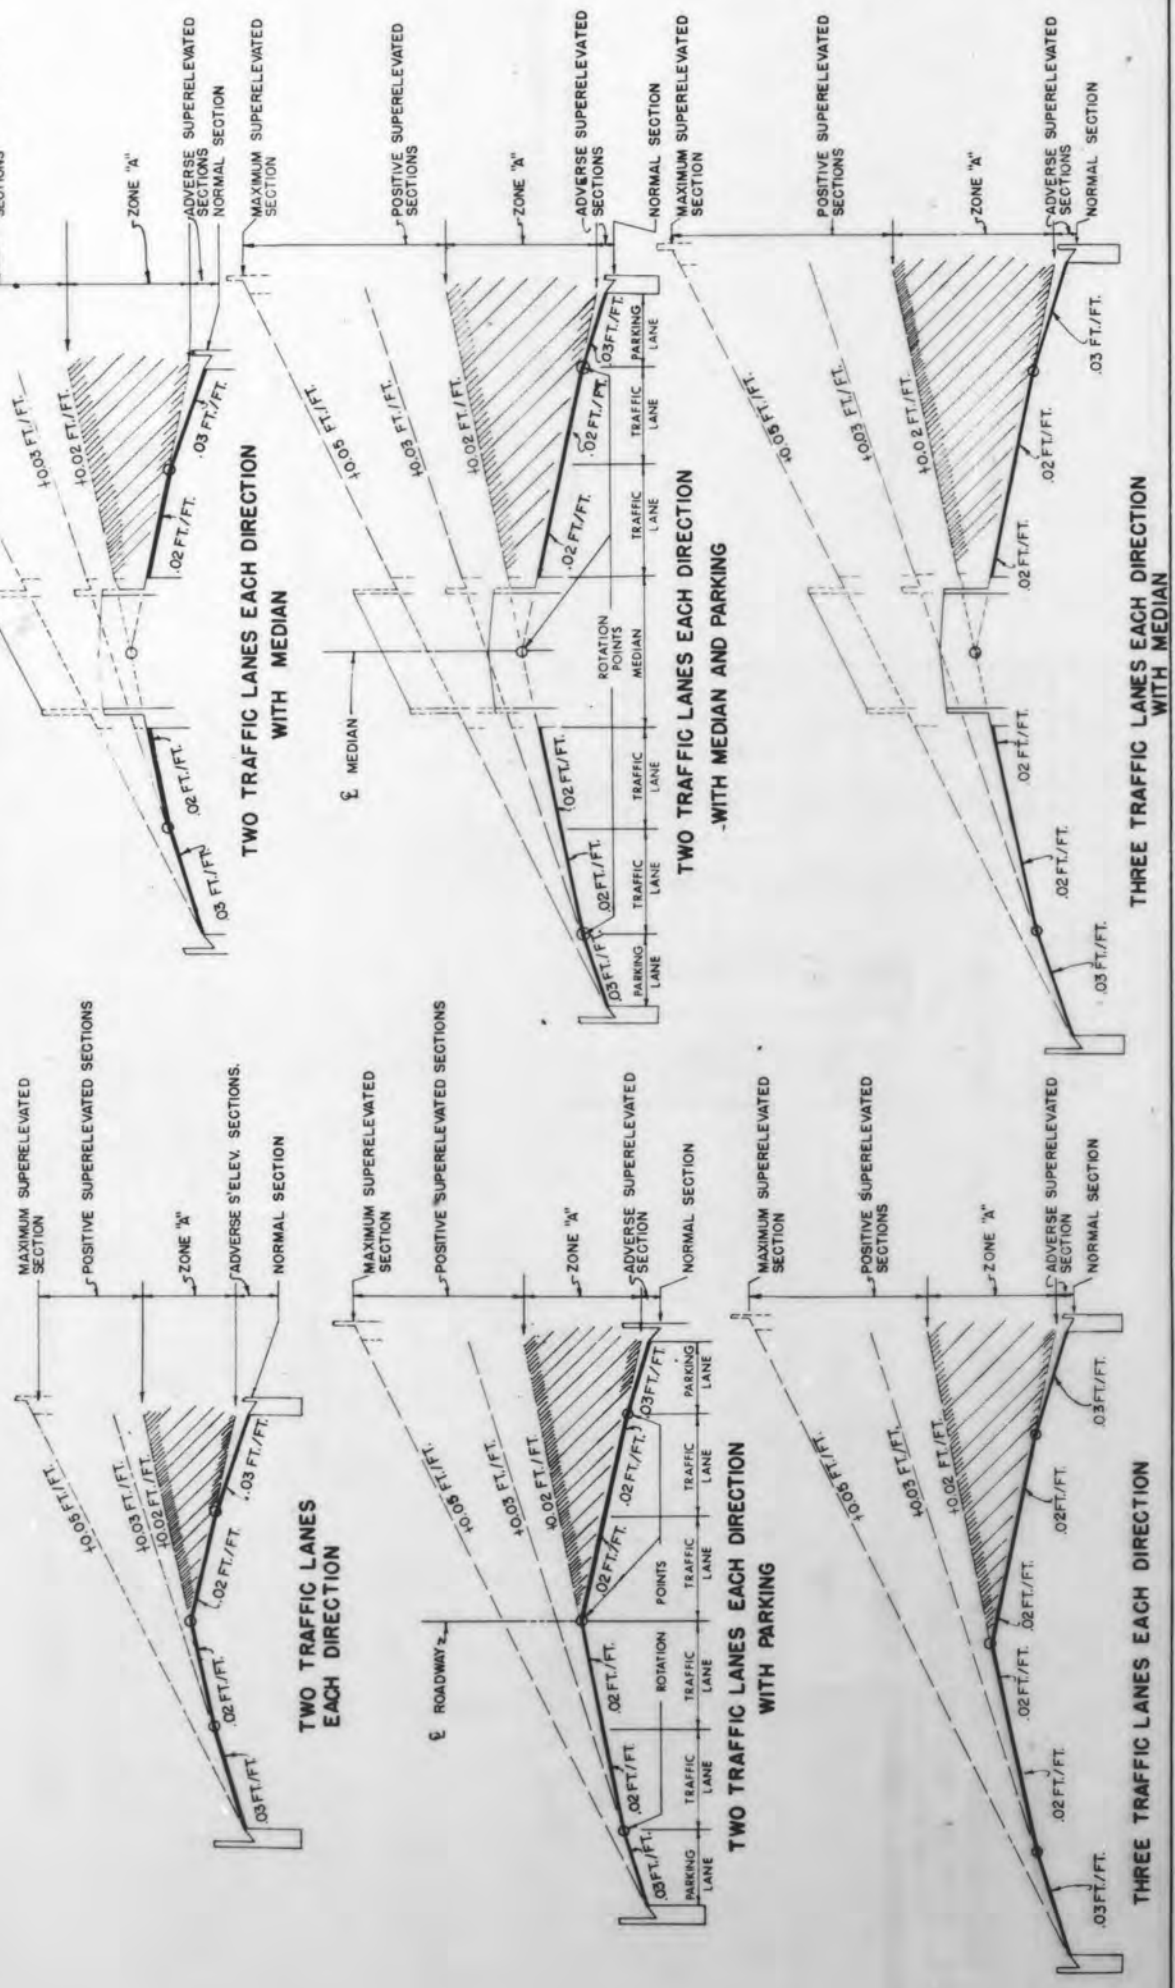 MAXIMUM SUPERELEVATED
SECTION
POSITIVE SUPERELEVATED SECTIONS
ZONE "A"
ADVERSE S'ELEV. SECTIONS.
NORMAL SECTION
+0.05 FT/FT.
+0.03 FT./FT.
+0.02 FT./FT.
.03 FT/FT.
.02 FT/FT.
.02 FT./FT.
.03 FT./FT.
TWO TRAFFIC LANES
EACH DIRECTION
SECTIONS
ZONE "A"
ADVERSE SUPERELEVATED
SECTIONS
NORMAL SECTION
+0.03 FT./FT.
+0.02 FT./FT.
.03 FT./FT.
.02 FT./FT.
.02 FT./FT.
.03 FT./FT.
TWO TRAFFIC LANES EACH DIRECTION
WITH MEDIAN
MAXIMUM SUPERELEVATED
SECTION
POSITIVE SUPERELEVATED SECTIONS
ZONE "A"
ADVERSE SUPERELEVATED
SECTION
NORMAL SECTION
℄ ROADWAY
+0.05 FT/FT.
+0.03 FT./FT.
+0.02 FT./FT.
.03 FT./FT.
.02 FT./FT.
.02 FT./FT.
.02 FT./FT.
.02 FT./FT.
.03 FT./FT.
ROTATION POINTS
PARKING LANE
TRAFFIC LANE
TRAFFIC LANE
TRAFFIC LANE
TRAFFIC LANE
PARKING LANE
TWO TRAFFIC LANES EACH DIRECTION
WITH PARKING
MAXIMUM SUPERELEVATED
SECTION
POSITIVE SUPERELEVATED
SECTIONS
ZONE "A"
ADVERSE SUPERELEVATED
SECTIONS
NORMAL SECTION
℄ MEDIAN
+0.05 FT./FT.
+0.03 FT./FT.
+0.02 FT./FT.
.03 FT./FT.
.02 FT./FT.
.02 FT./FT.
.02 FT./FT.
.02 FT./FT.
.03 FT./FT.
ROTATION
POINTS
PARKING LANE
TRAFFIC LANE
TRAFFIC LANE
MEDIAN
TRAFFIC LANE
TRAFFIC LANE
PARKING LANE
TWO TRAFFIC LANES EACH DIRECTION
-WITH MEDIAN AND PARKING
MAXIMUM SUPERELEVATED
SECTION
POSITIVE SUPERELEVATED
SECTIONS
ZONE "A"
ADVERSE SUPERELEVATED
SECTION
NORMAL SECTION
+0.05 FT./FT.
+0.03 FT./FT.
+0.02 FT./FT.
.03 FT./FT.
.02 FT./FT.
.02 FT./FT.
.02 FT./FT.
.02 FT./FT.
.03 FT./FT.
THREE TRAFFIC LANES EACH DIRECTION
MAXIMUM SUPERELEVATED
SECTION
POSITIVE SUPERELEVATED
SECTIONS
ZONE "A"
ADVERSE SUPERELEVATED
SECTIONS
NORMAL SECTION
+0.05 FT./FT.
+0.03 FT./FT.
+0.02 FT./FT.
.03 FT./FT.
.02 FT./FT.
.02 FT./FT.
.02 FT./FT.
.02 FT./FT.
.03 FT./FT.
THREE TRAFFIC LANES EACH DIRECTION
WITH MEDIAN